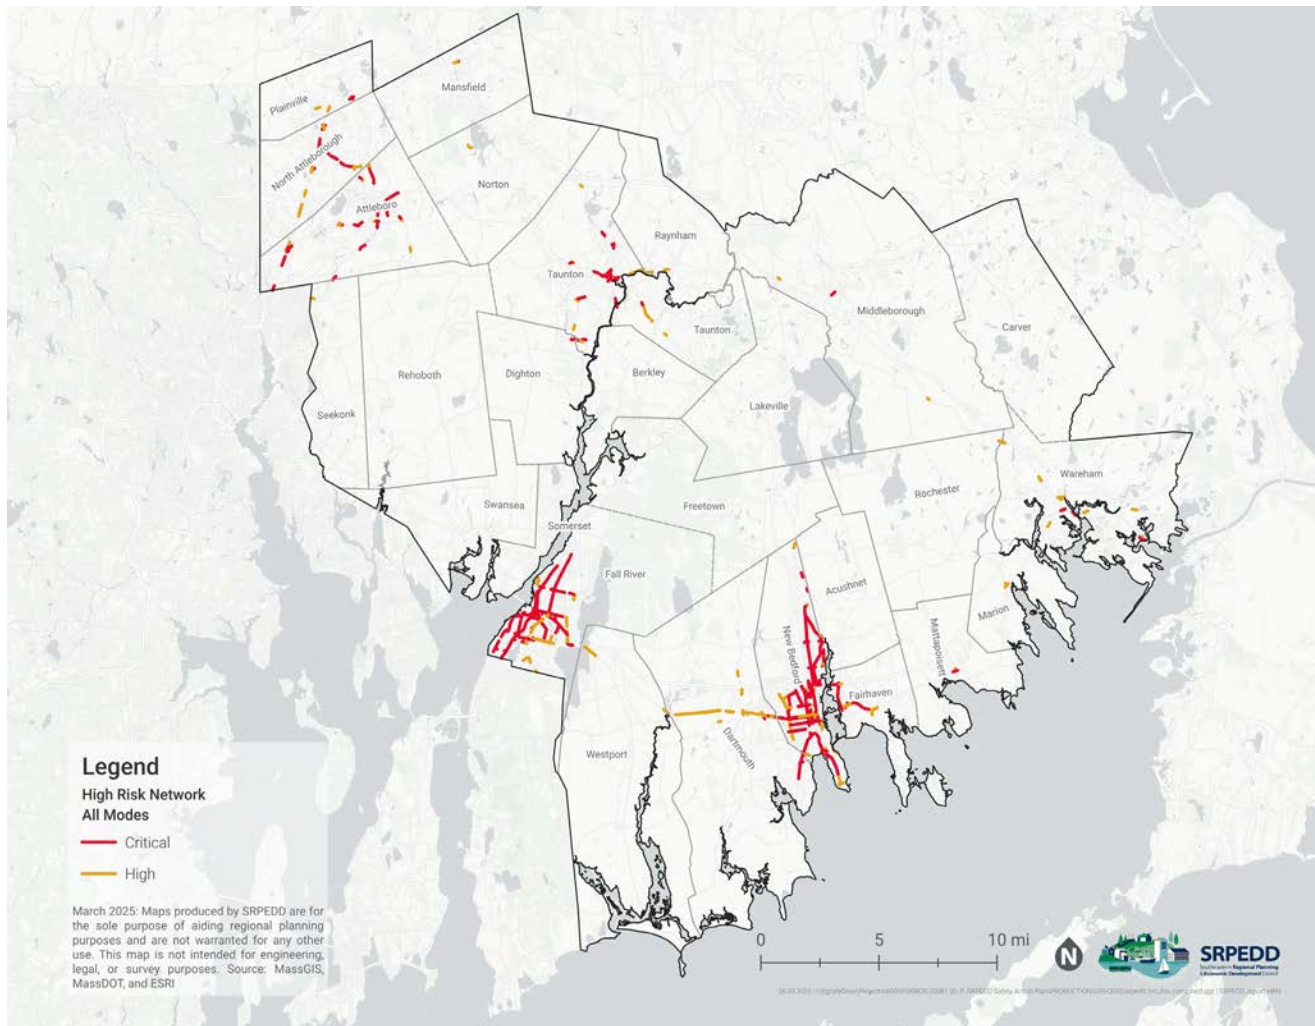 Mansfield
Plainville
North Attleborough
Norton
Attleboro
Raynham
Taunton
Middleborough
Carver
Taunton
Rehoboth
Dighton
Berkley
Lakeville
Seekonk
Wareham
Rochester
Swansea
Freetown
Somerset
Fall River
Acushnet
Marion
New Bedford
Mattapoisett
Fairhaven
Dartmouth
Westport
Legend
High Risk Network
All Modes
Critical
High
March 2025: Maps produced by SRPEDD are for
the sole purpose of aiding regional planning
purposes and are not warranted for any other
use. This map is not intended for engineering,
legal, or survey purposes. Source: MassGIS,
MassDOT, and ESRI
0 5 10 mi
N
SRPEDD
Southeastern Regional Planning
& Economic Development District